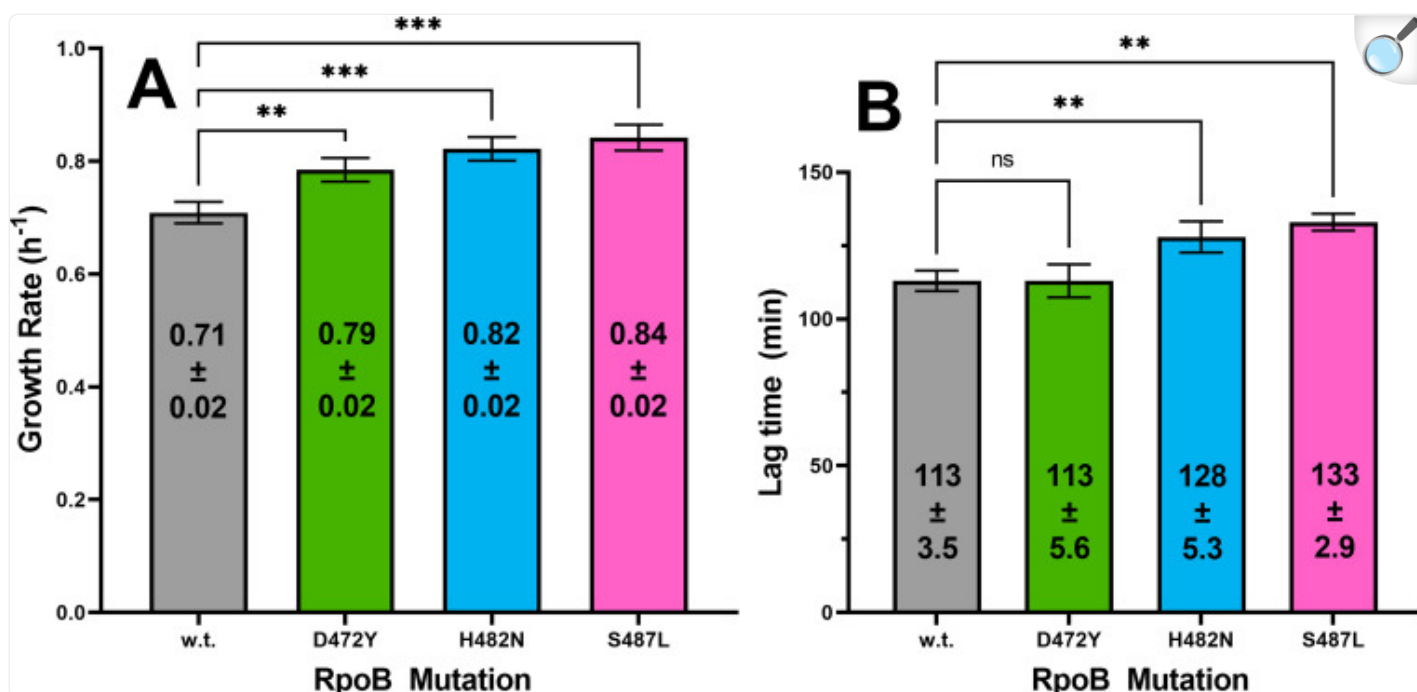 A
Growth Rate (h-1)
1.0
0.8
0.6
0.4
0.2
0.0
***
***
**
0.71
±
0.02
0.79
±
0.02
0.82
±
0.02
0.84
±
0.02
w.t.
D472Y
H482N
S487L
RpoB Mutation
B
Lag time (min)
150
100
50
0
**
**
ns
113
±
3.5
113
±
5.6
128
±
5.3
133
±
2.9
w.t.
D472Y
H482N
S487L
RpoB Mutation